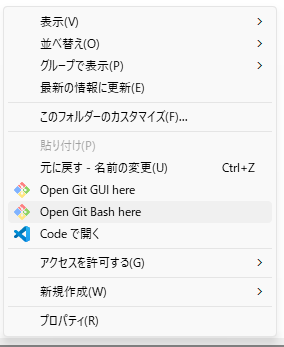 表示(V)
並べ替え(O)
グループで表示(P)
最新の情報に更新(E)
このフォルダーのカスタマイズ(F)...
貼り付け(P)
元に戻す - 名前の変更(U) Ctrl+Z
Open Git GUI here
Open Git Bash here
Code で開く
アクセスを許可する(G)
新規作成(W)
プロパティ(R)